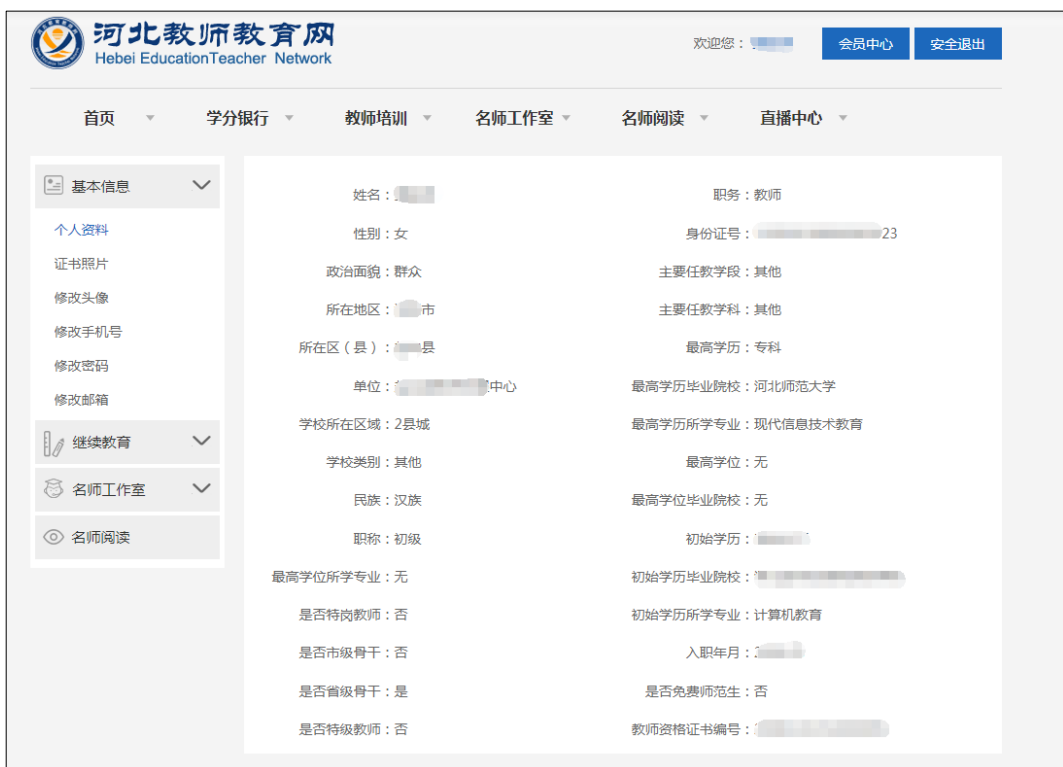 河北教师教育网
Hebei EducationTeacher Network
欢迎您： 会员中心 安全退出
首页 学分银行 教师培训 名师工作室 名师阅读 直播中心
基本信息
个人资料
证书照片
修改头像
修改手机号
修改密码
修改邮箱
继续教育
名师工作室
名师阅读
姓名： 职务：教师
性别：女 身份证号： 23
政治面貌：群众 主要任教学段：其他
所在地区： 市 主要任教学科：其他
所在区（县）： 县 最高学历：专科
单位： 中心 最高学历毕业院校：河北师范大学
学校所在区域：2县城 最高学历所学专业：现代信息技术教育
学校类别：其他 最高学位：无
民族：汉族 最高学位毕业院校：无
职称：初级 初始学历：
最高学位所学专业：无 初始学历毕业院校：
是否特岗教师：否 初始学历所学专业：计算机教育
是否市级骨干：否 入职年月：
是否省级骨干：是 是否免费师范生：否
是否特级教师：否 教师资格证书编号：